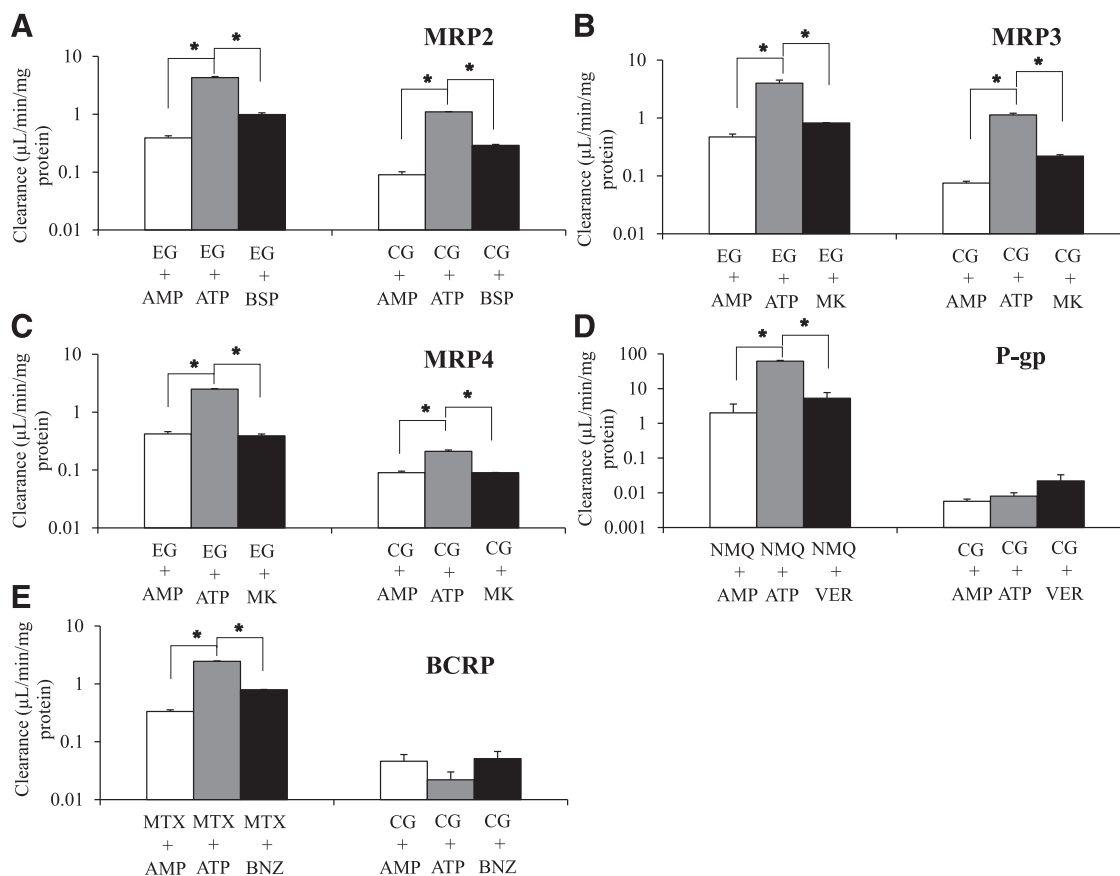 A
MRP2
Clearance (µL/min/mg
protein)
10
1
0.1
0.01
* * * *
EG EG EG CG CG CG
+ + + + + +
AMP ATP BSP AMP ATP BSP
B
MRP3
Clearance (µL/min/mg
protein)
10
1
0.1
0.01
* * * *
EG EG EG CG CG CG
+ + + + + +
AMP ATP MK AMP ATP MK
C
MRP4
Clearance (µL/min/mg
protein)
10
1
0.1
0.01
* * * *
EG EG EG CG CG CG
+ + + + + +
AMP ATP MK AMP ATP MK
D
P-gp
Clearance (µL/min/mg
protein)
100
10
1
0.1
0.01
0.001
* *
NMQ NMQ NMQ CG CG CG
+ + + + + +
AMP ATP VER AMP ATP VER
E
BCRP
Clearance (µL/min/mg
protein)
10
1
0.1
0.01
* *
MTX MTX MTX CG CG CG
+ + + + + +
AMP ATP BNZ AMP ATP BNZ